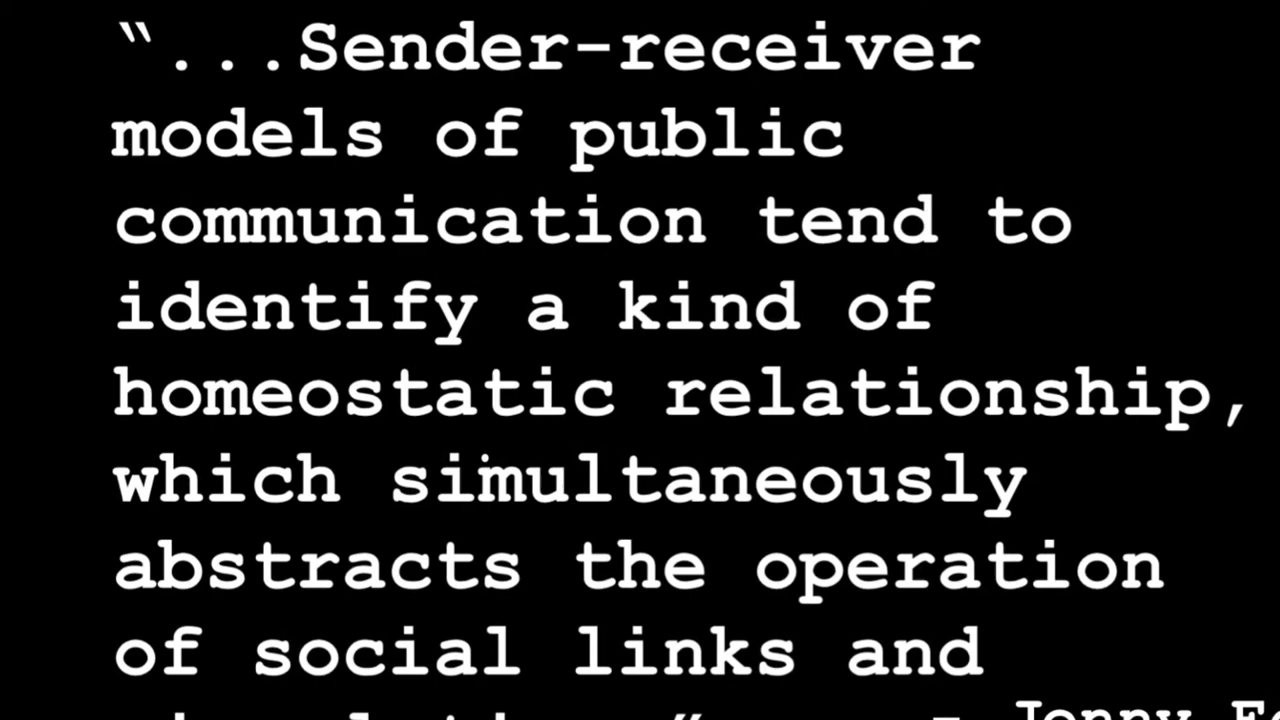 “...Sender-receiver
models of public
communication tend to
identify a kind of
homeostatic relationship,
which simultaneously
abstracts the operation
of social links and
- Jonny